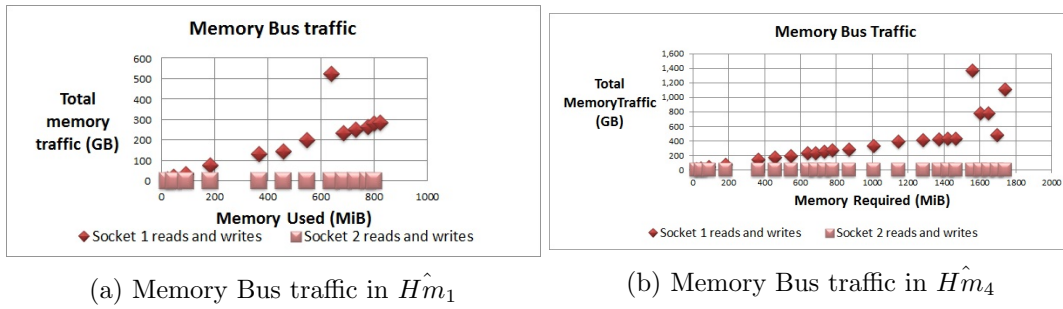 Memory Bus traffic
600
500
400
300
200
100
0
Total
memory
traffic (GB)
0 200 400 600 800 1000
Memory Used (MiB)
Socket 1 reads and writes Socket 2 reads and writes
(a) Memory Bus traffic in Hm̂₁
Memory Bus Traffic
1,600
1,400
1,200
1,000
800
600
400
200
0
Total
MemoryTraffic
(GB)
0 200 400 600 800 1000 1200 1400 1600 1800 2000
Memory Required (MiB)
Socket 1 reads and writes Socket 2 reads and writes
(b) Memory Bus traffic in Hm̂₄